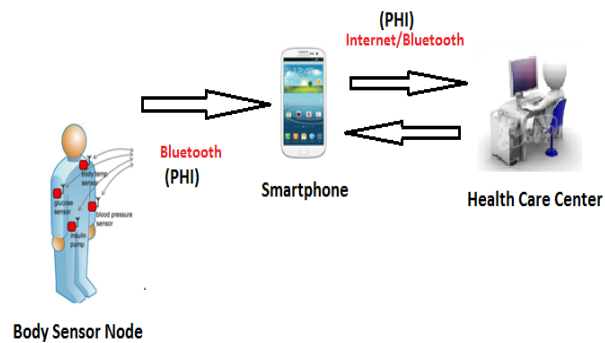 (PHI)
Internet/Bluetooth
Bluetooth
(PHI)
Smartphone
Health Care Center
body temp
sensor
glucose
sensor
blood pressure
sensor
insulin
pump
Body Sensor Node